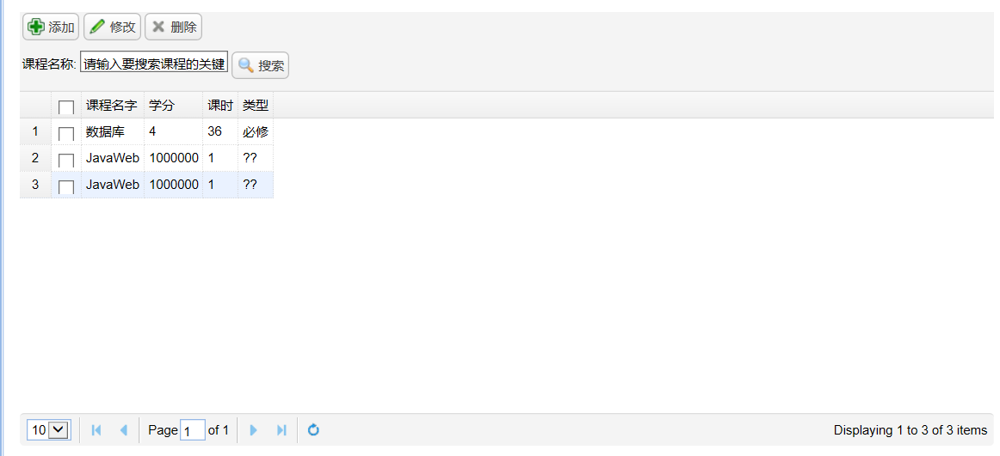 添加 修改 删除
课程名称: 请输入要搜索课程的关键 搜索
课程名字 学分 课时 类型
1 数据库 4 36 必修
2 JavaWeb 1000000 1 ??
3 JavaWeb 1000000 1 ??
10 Page 1 of 1 Displaying 1 to 3 of 3 items